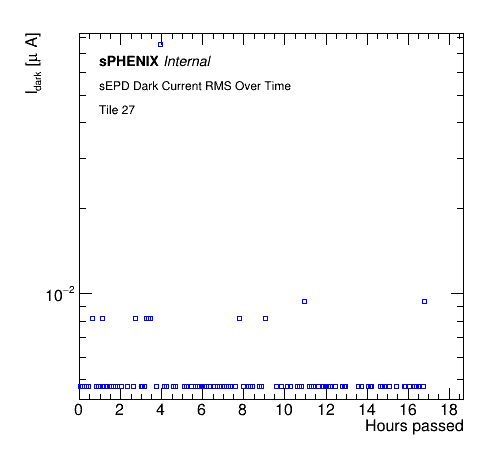 I_dark [μ A]
sPHENIX Internal
sEPD Dark Current RMS Over Time
Tile 27
10^−2
0 2 4 6 8 10 12 14 16 18
Hours passed